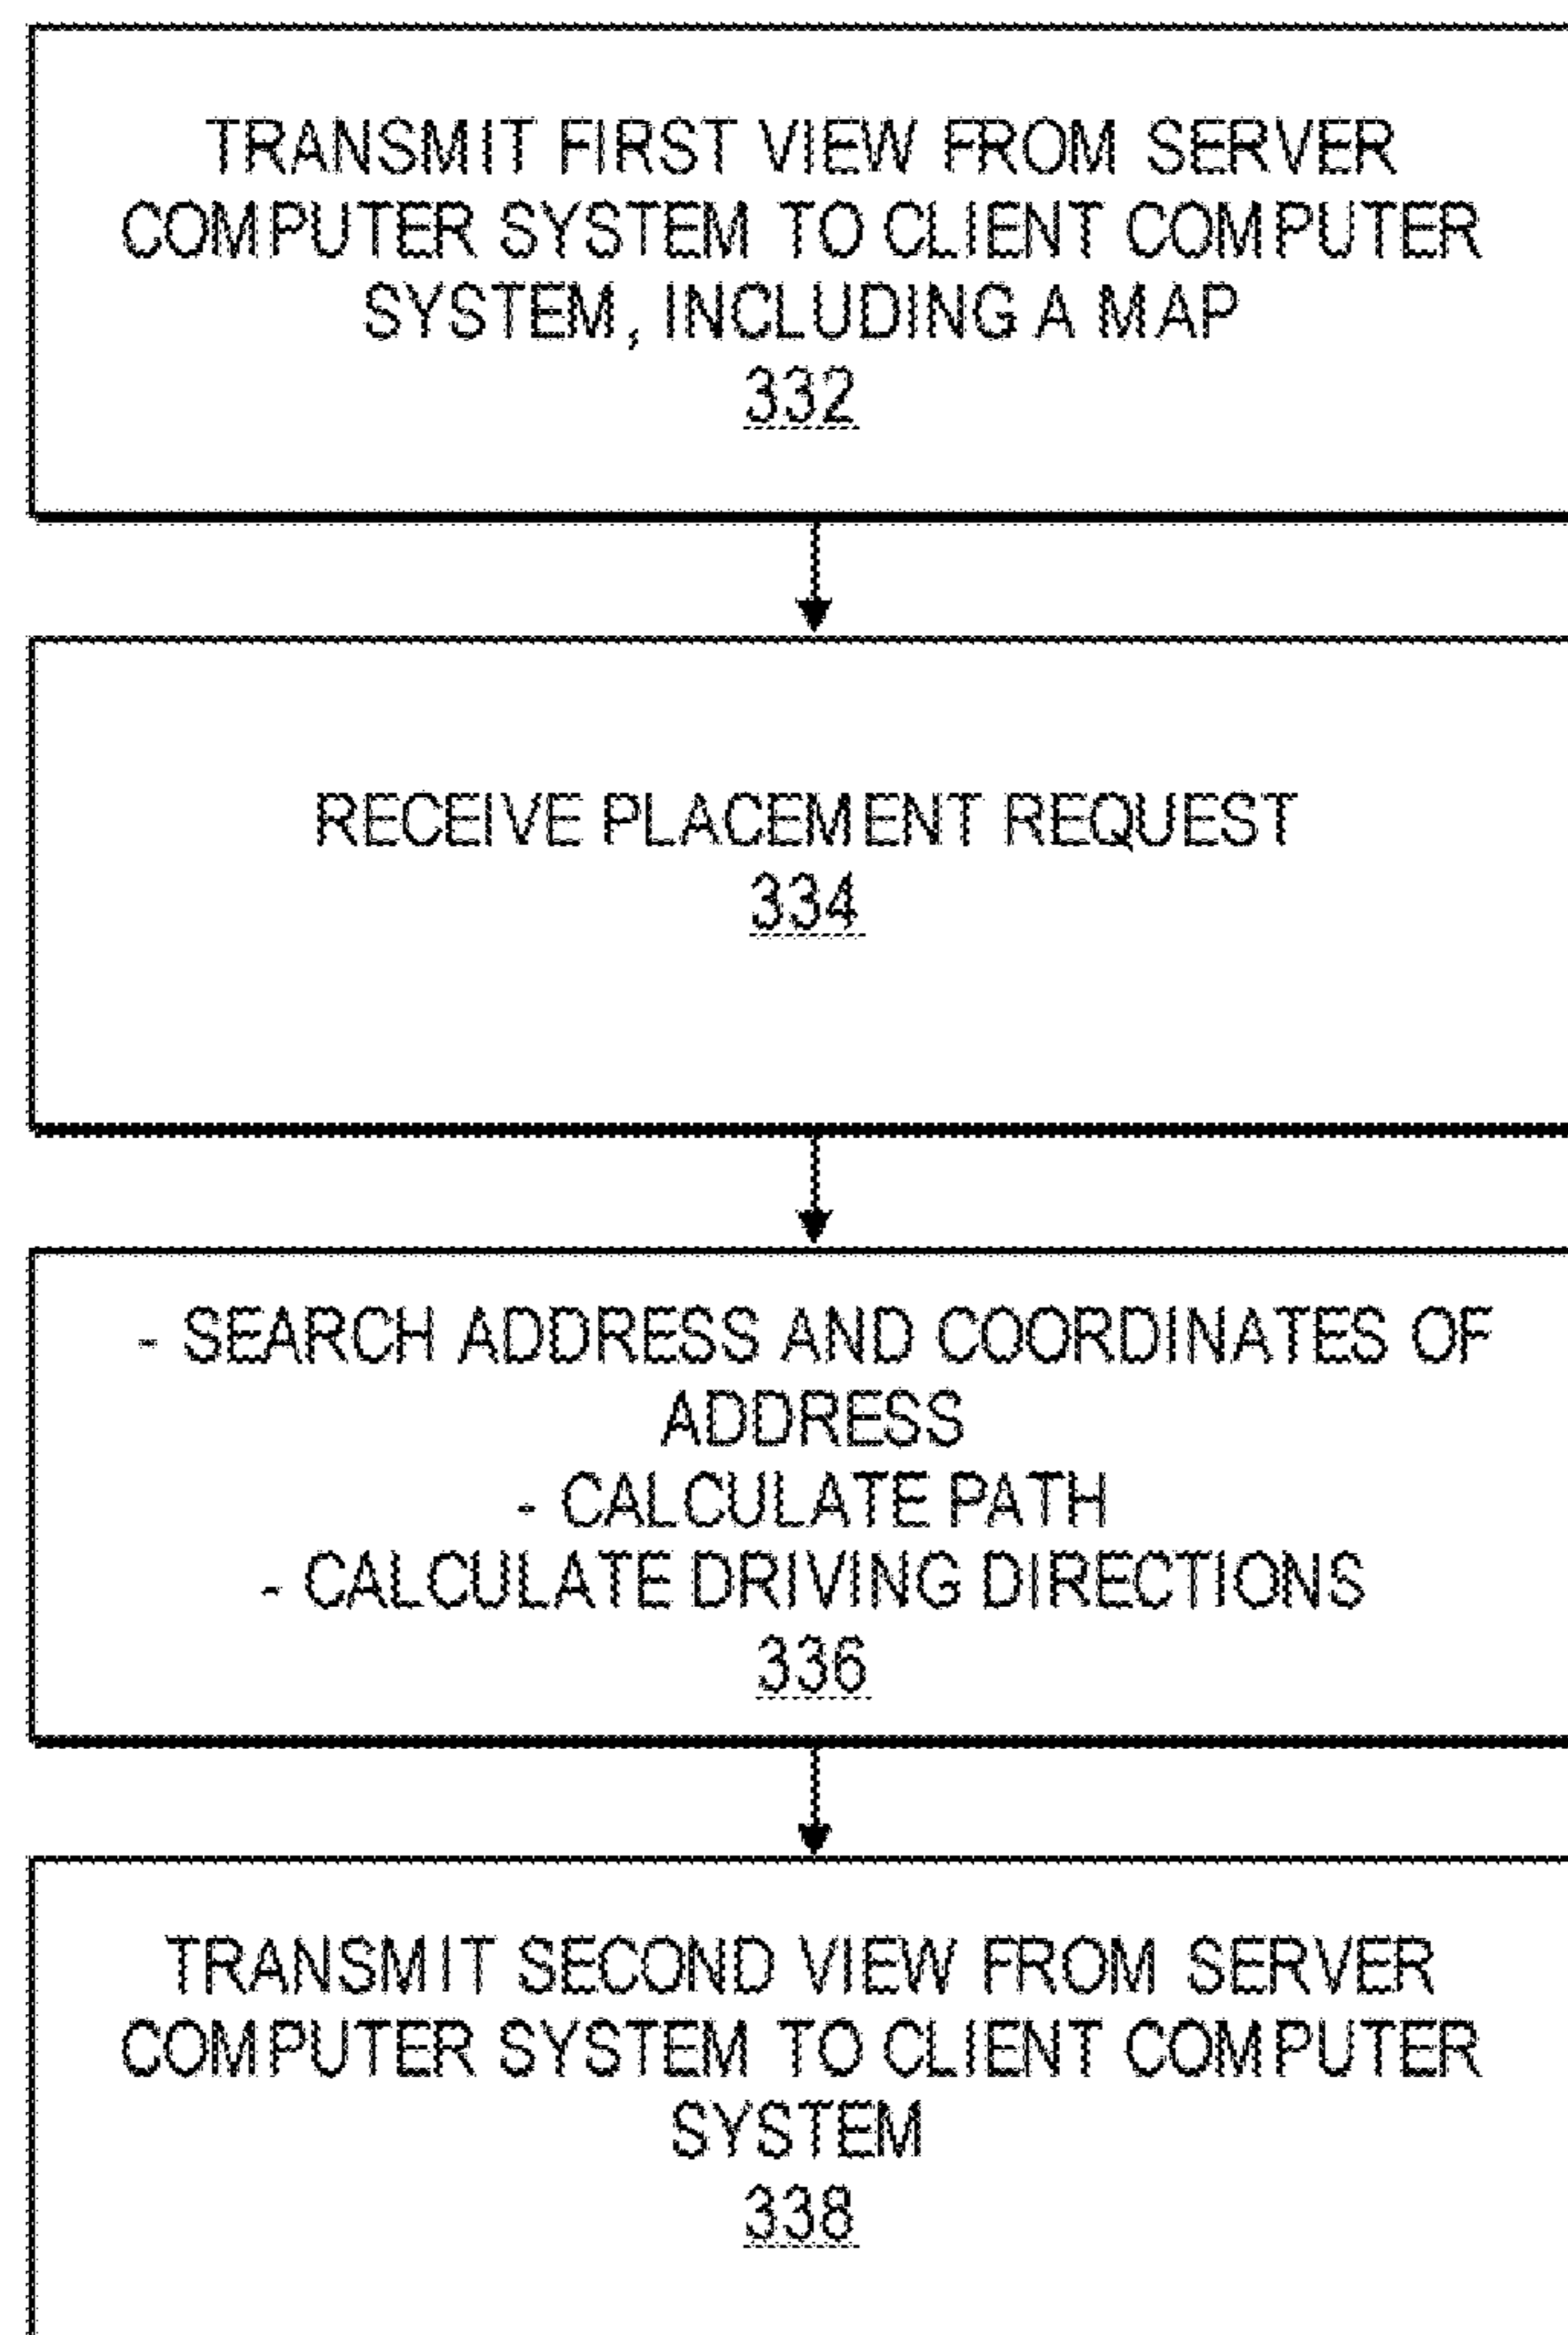 TRANSMIT FIRST VIEW FROM SERVER
COMPUTER SYSTEM TO CLIENT COMPUTER
SYSTEM, INCLUDING A MAP
332
RECEIVE PLACEMENT REQUEST
334
- SEARCH ADDRESS AND COORDINATES OF
ADDRESS
- CALCULATE PATH
- CALCULATE DRIVING DIRECTIONS
336
TRANSMIT SECOND VIEW FROM SERVER
COMPUTER SYSTEM TO CLIENT COMPUTER
SYSTEM
338